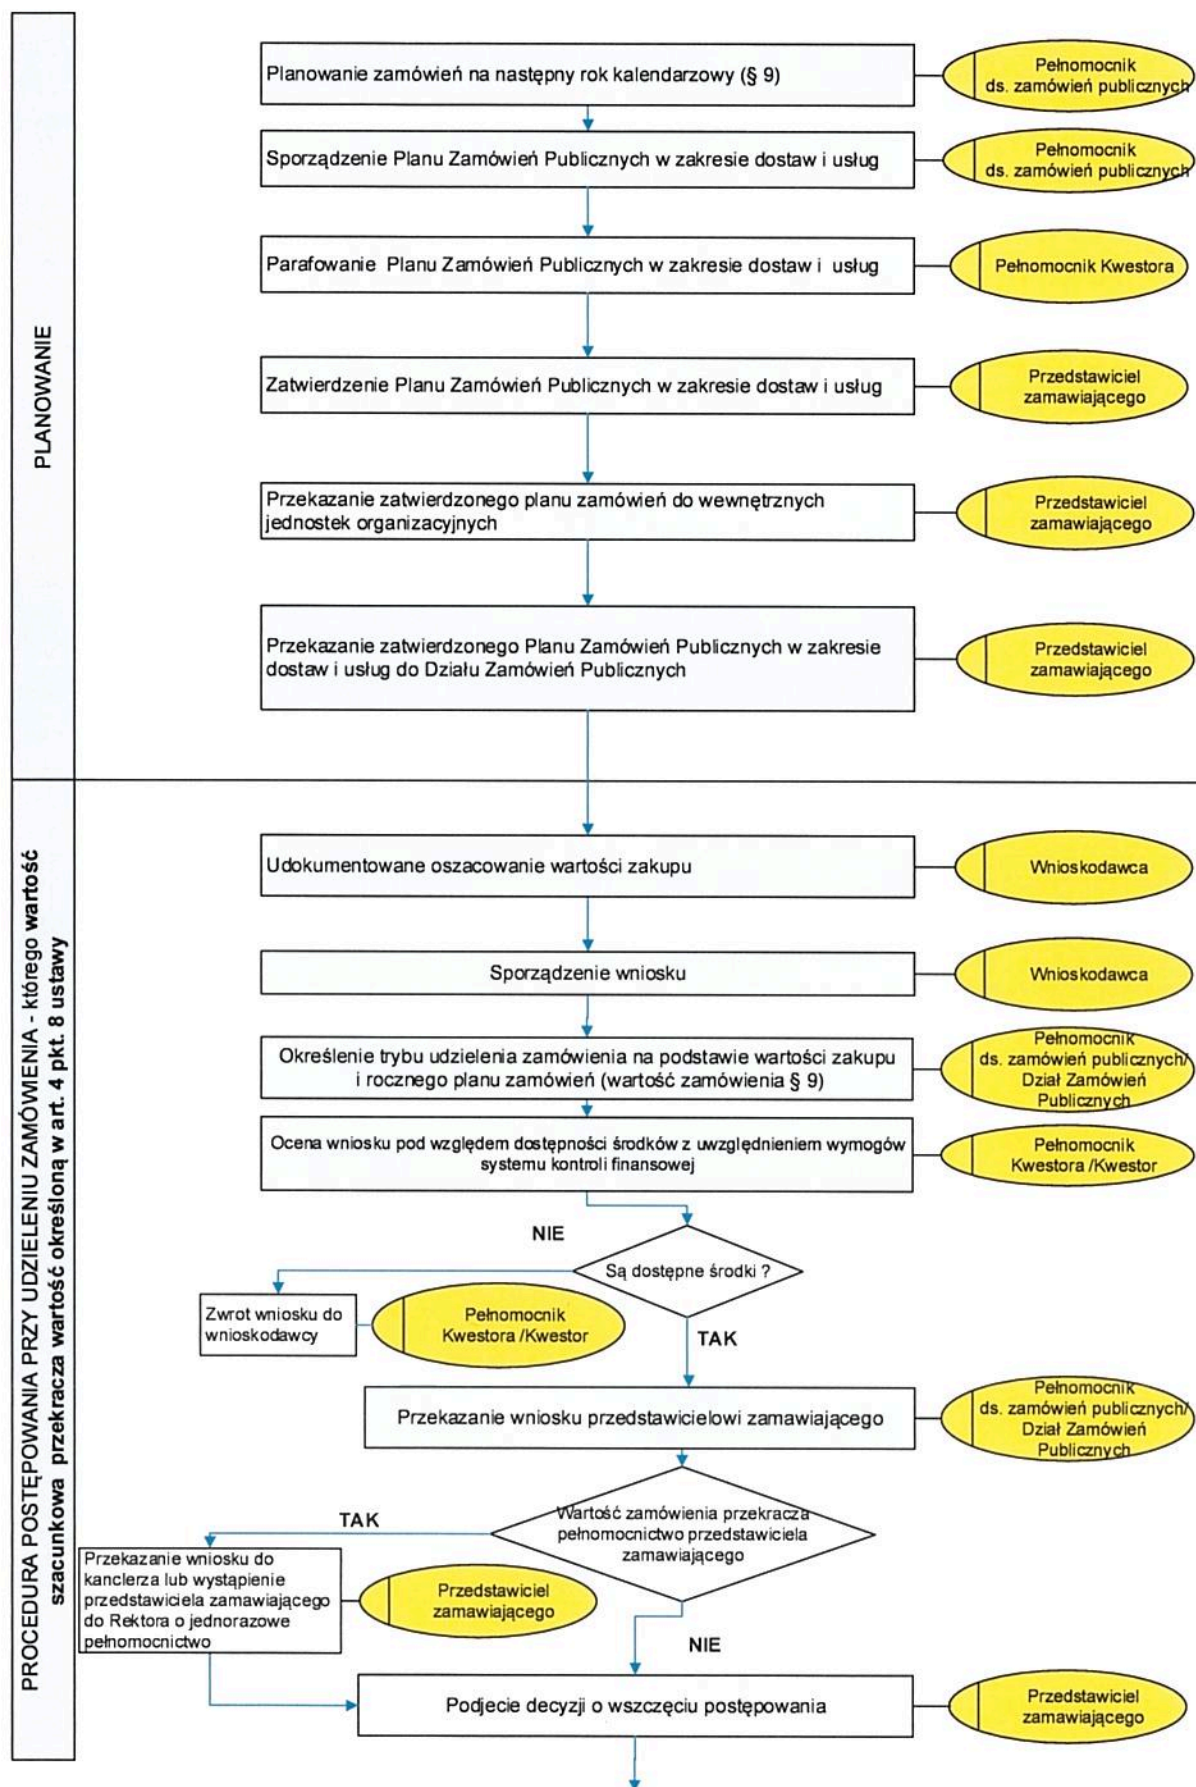 PLANOWANIE
Planowanie zamówień na następny rok kalendarzowy (§ 9)
Pełnomocnik
ds. zamówień publicznych
Sporządzenie Planu Zamówień Publicznych w zakresie dostaw i usług
Pełnomocnik
ds. zamówień publicznych
Parafowanie Planu Zamówień Publicznych w zakresie dostaw i usług
Pełnomocnik Kwestora
Zatwierdzenie Planu Zamówień Publicznych w zakresie dostaw i usług
Przedstawiciel
zamawiającego
Przekazanie zatwierdzonego planu zamówień do wewnętrznych
jednostek organizacyjnych
Przedstawiciel
zamawiającego
Przekazanie zatwierdzonego Planu Zamówień Publicznych w zakresie
dostaw i usług do Działu Zamówień Publicznych
Przedstawiciel
zamawiającego
PROCEDURA POSTĘPOWANIA PRZY UDZIELENIU ZAMÓWIENIA - którego wartość
szacunkowa przekracza wartość określoną w art. 4 pkt. 8 ustawy
Udokumentowane oszacowanie wartości zakupu
Wnioskodawca
Sporządzenie wniosku
Wnioskodawca
Określenie trybu udzielenia zamówienia na podstawie wartości zakupu
i rocznego planu zamówień (wartość zamówienia § 9)
Pełnomocnik
ds. zamówień publicznych/
Dział Zamówień
Publicznych
Ocena wniosku pod względem dostępności środków z uwzględnieniem wymogów
systemu kontroli finansowej
Pełnomocnik
Kwestora /Kwestor
NIE
Są dostępne środki ?
Zwrot wniosku do
wnioskodawcy
Pełnomocnik
Kwestora /Kwestor
TAK
Przekazanie wniosku przedstawicielowi zamawiającego
Pełnomocnik
ds. zamówień publicznych/
Dział Zamówień
Publicznych
Wartość zamówienia przekracza
pełnomocnictwo przedstawiciela
zamawiającego
TAK
Przekazanie wniosku do
kanclerza lub wystąpienie
przedstawiciela zamawiającego
do Rektora o jednorazowe
pełnomocnictwo
Przedstawiciel
zamawiającego
NIE
Podjecie decyzji o wszczęciu postępowania
Przedstawiciel
zamawiającego